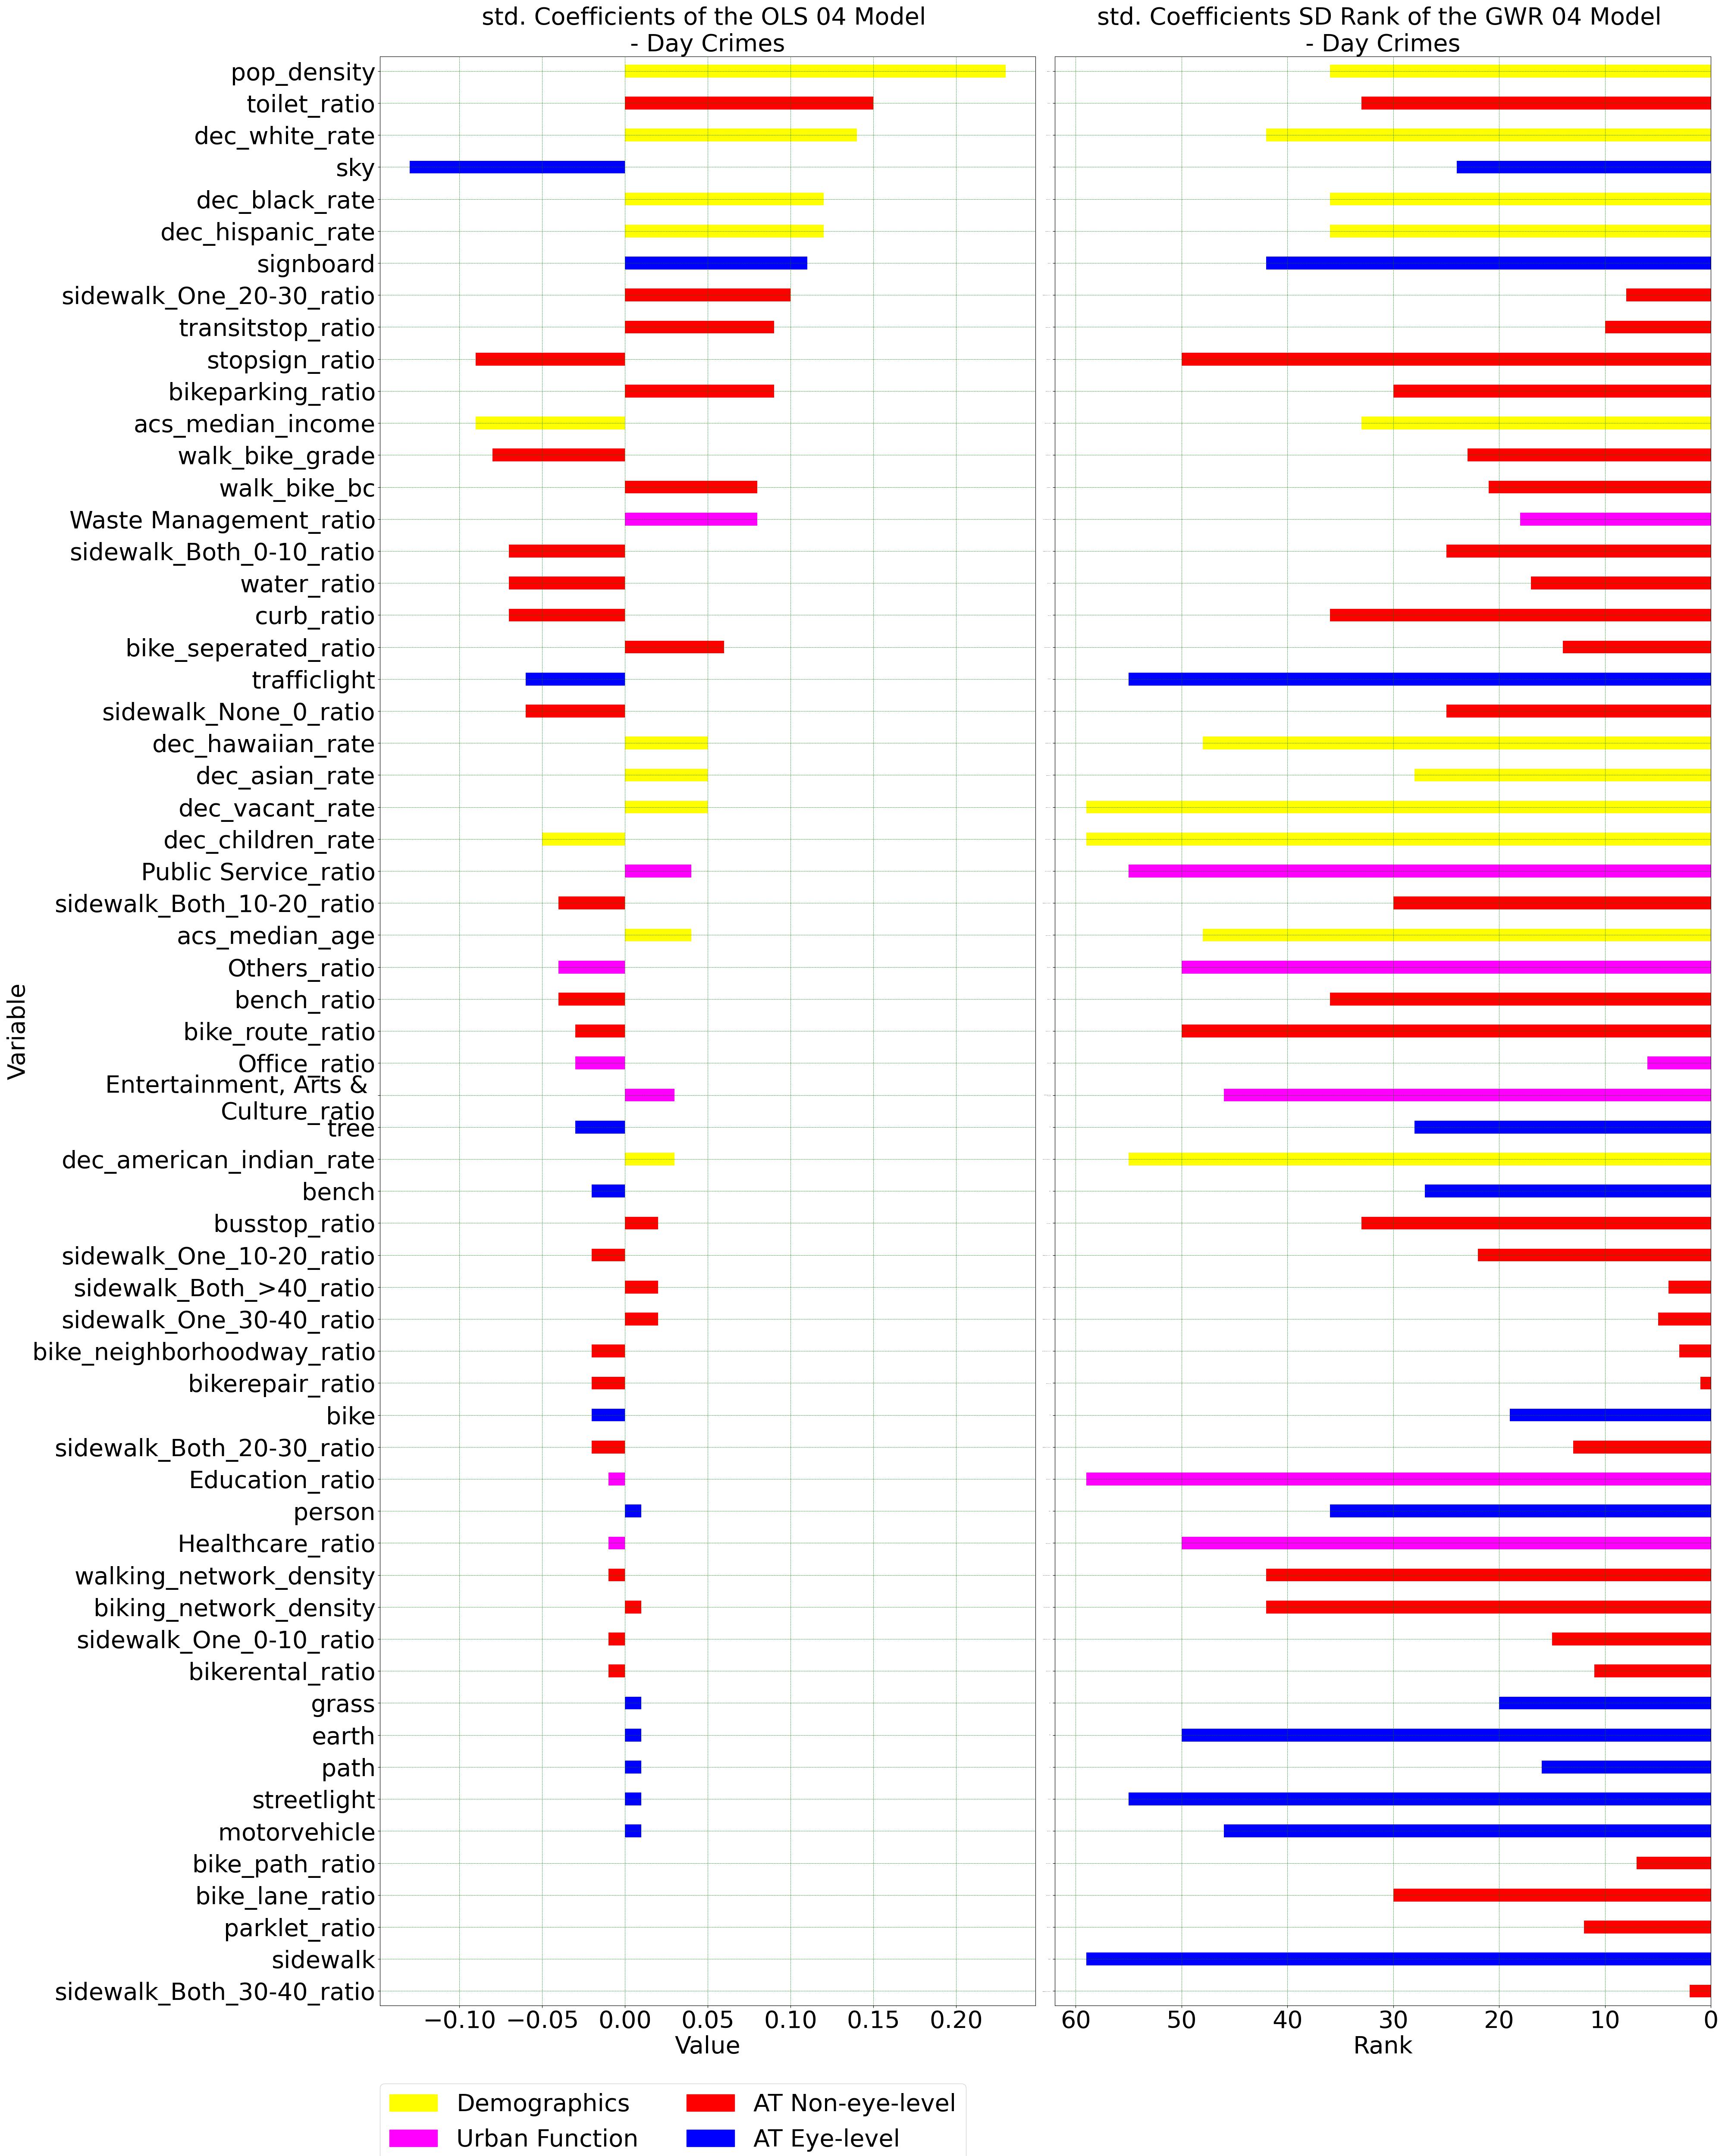 std. Coefficients of the OLS 04 Model
- Day Crimes
std. Coefficients SD Rank of the GWR 04 Model
- Day Crimes
Variable
pop_density
toilet_ratio
dec_white_rate
sky
dec_black_rate
dec_hispanic_rate
signboard
sidewalk_One_20-30_ratio
transitstop_ratio
stopsign_ratio
bikeparking_ratio
acs_median_income
walk_bike_grade
walk_bike_bc
Waste Management_ratio
sidewalk_Both_0-10_ratio
water_ratio
curb_ratio
bike_seperated_ratio
trafficlight
sidewalk_None_0_ratio
dec_hawaiian_rate
dec_asian_rate
dec_vacant_rate
dec_children_rate
Public Service_ratio
sidewalk_Both_10-20_ratio
acs_median_age
Others_ratio
bench_ratio
bike_route_ratio
Office_ratio
Entertainment, Arts &
Culture_ratio
tree
dec_american_indian_rate
bench
busstop_ratio
sidewalk_One_10-20_ratio
sidewalk_Both_>40_ratio
sidewalk_One_30-40_ratio
bike_neighborhoodway_ratio
bikerepair_ratio
bike
sidewalk_Both_20-30_ratio
Education_ratio
person
Healthcare_ratio
walking_network_density
biking_network_density
sidewalk_One_0-10_ratio
bikerental_ratio
grass
earth
path
streetlight
motorvehicle
bike_path_ratio
bike_lane_ratio
parklet_ratio
sidewalk
sidewalk_Both_30-40_ratio
−0.10 −0.05 0.00 0.05 0.10 0.15 0.20
Value
60 50 40 30 20 10 0
Rank
Demographics
Urban Function
AT Non-eye-level
AT Eye-level